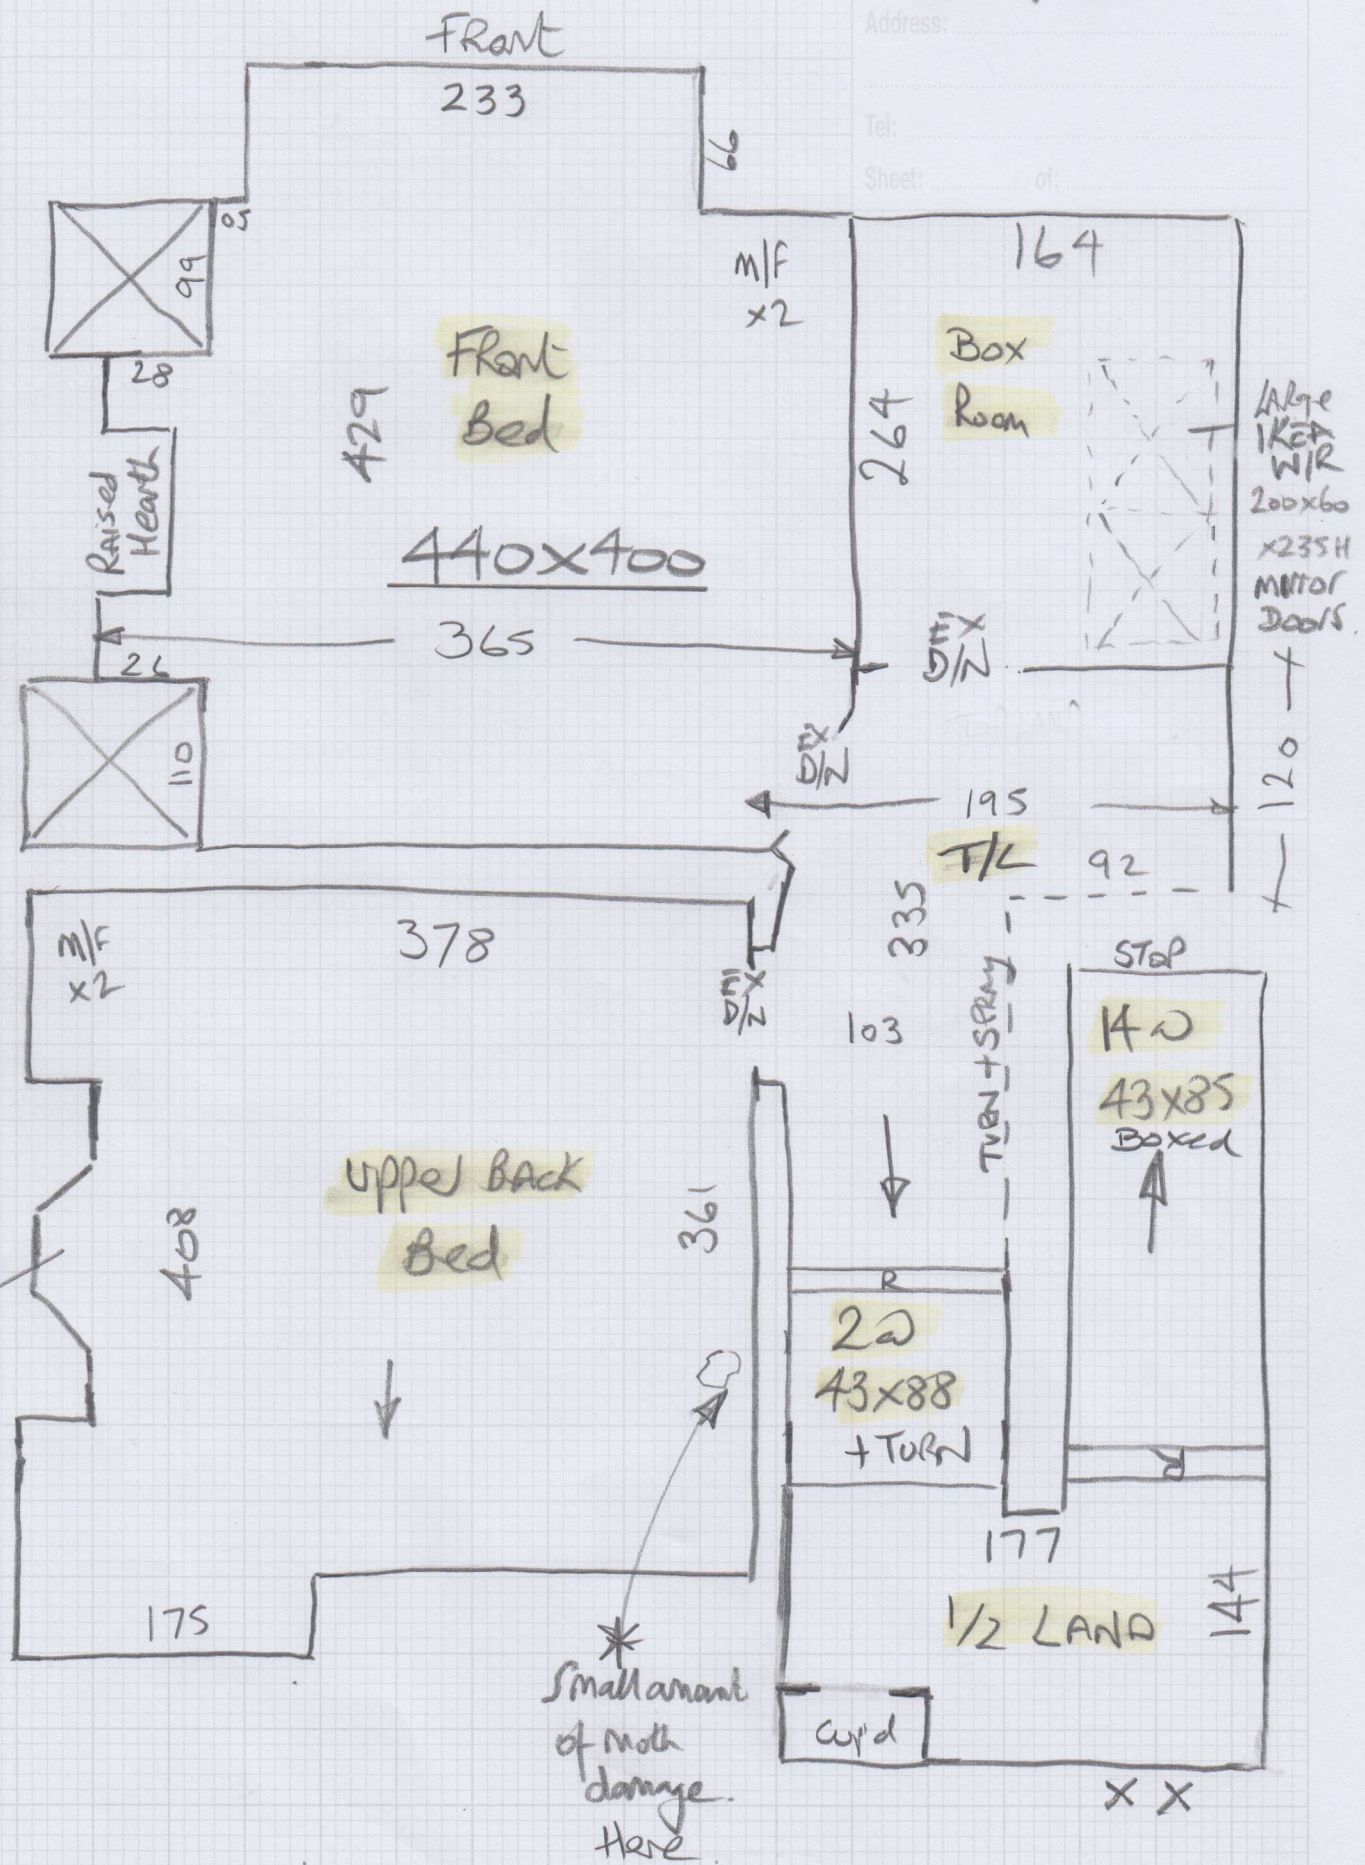 Address:
Tel:
Sheet: of:
FRont
233
66
05
99
28
Raised
Hearth
26
110
m/F
x2
FRont
Bed
429
440x400
365
164
Box
Room
264
LARge
IKEA
W/R
200x60
x235H
mirror
Doors
120
195
T/L
92
335
103
TURN + SPRAY
STOP
14
43x85
Boxed
R
R
2
43x88
+ TURN
177
1/2 LAND
144
Cup'd
X X
378
m/F
x2
upper BAck
Bed
408
361
175
Small amount
of moth
damage.
Here